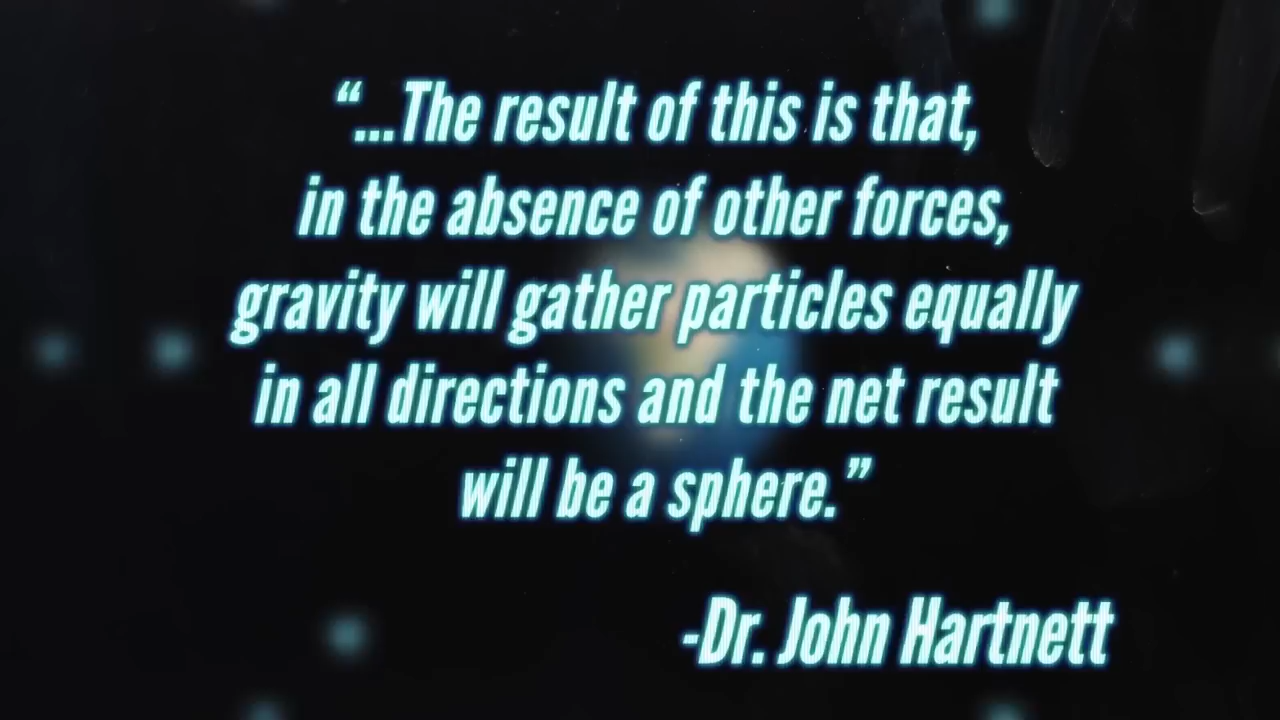 “...The result of this is that,
in the absence of other forces,
gravity will gather particles equally
in all directions and the net result
will be a sphere.”
-Dr. John Hartnett